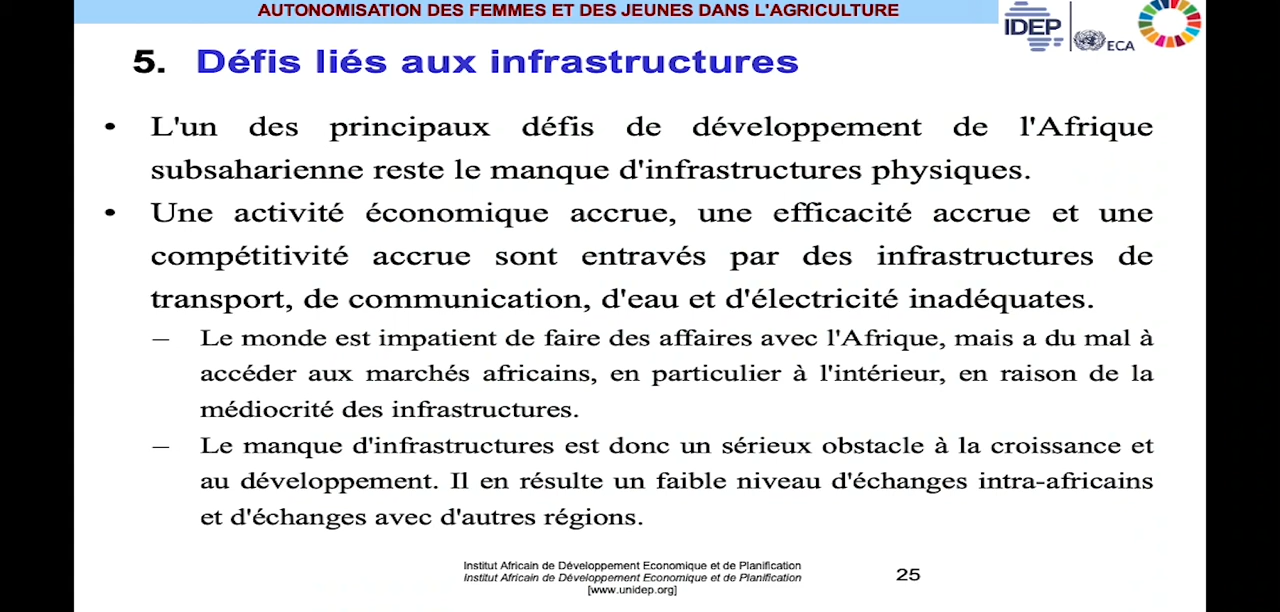 AUTONOMISATION DES FEMMES ET DES JEUNES DANS L'AGRICULTURE
IDEP
ECA
5. Défis liés aux infrastructures
• L'un des principaux défis de développement de l'Afrique
subsaharienne reste le manque d'infrastructures physiques.
• Une activité économique accrue, une efficacité accrue et une
compétitivité accrue sont entravés par des infrastructures de
transport, de communication, d'eau et d'électricité inadéquates.
– Le monde est impatient de faire des affaires avec l'Afrique, mais a du mal à
accéder aux marchés africains, en particulier à l'intérieur, en raison de la
médiocrité des infrastructures.
– Le manque d'infrastructures est donc un sérieux obstacle à la croissance et
au développement. Il en résulte un faible niveau d'échanges intra-africains
et d'échanges avec d'autres régions.
Institut Africain de Développement Economique et de Planification
Institut Africain de Développement Economique et de Planification
[www.unidep.org]
25